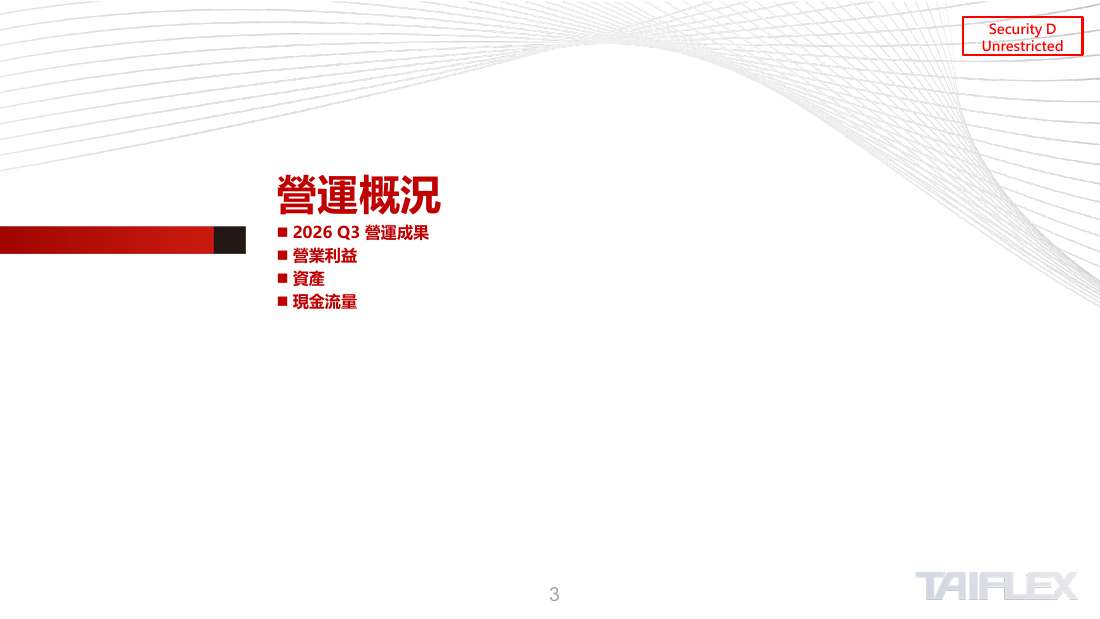 Security D
Unrestricted
營運概況
■ 2026 Q3 營運成果
■ 營業利益
■ 資產
■ 現金流量
3
TAIFLEX